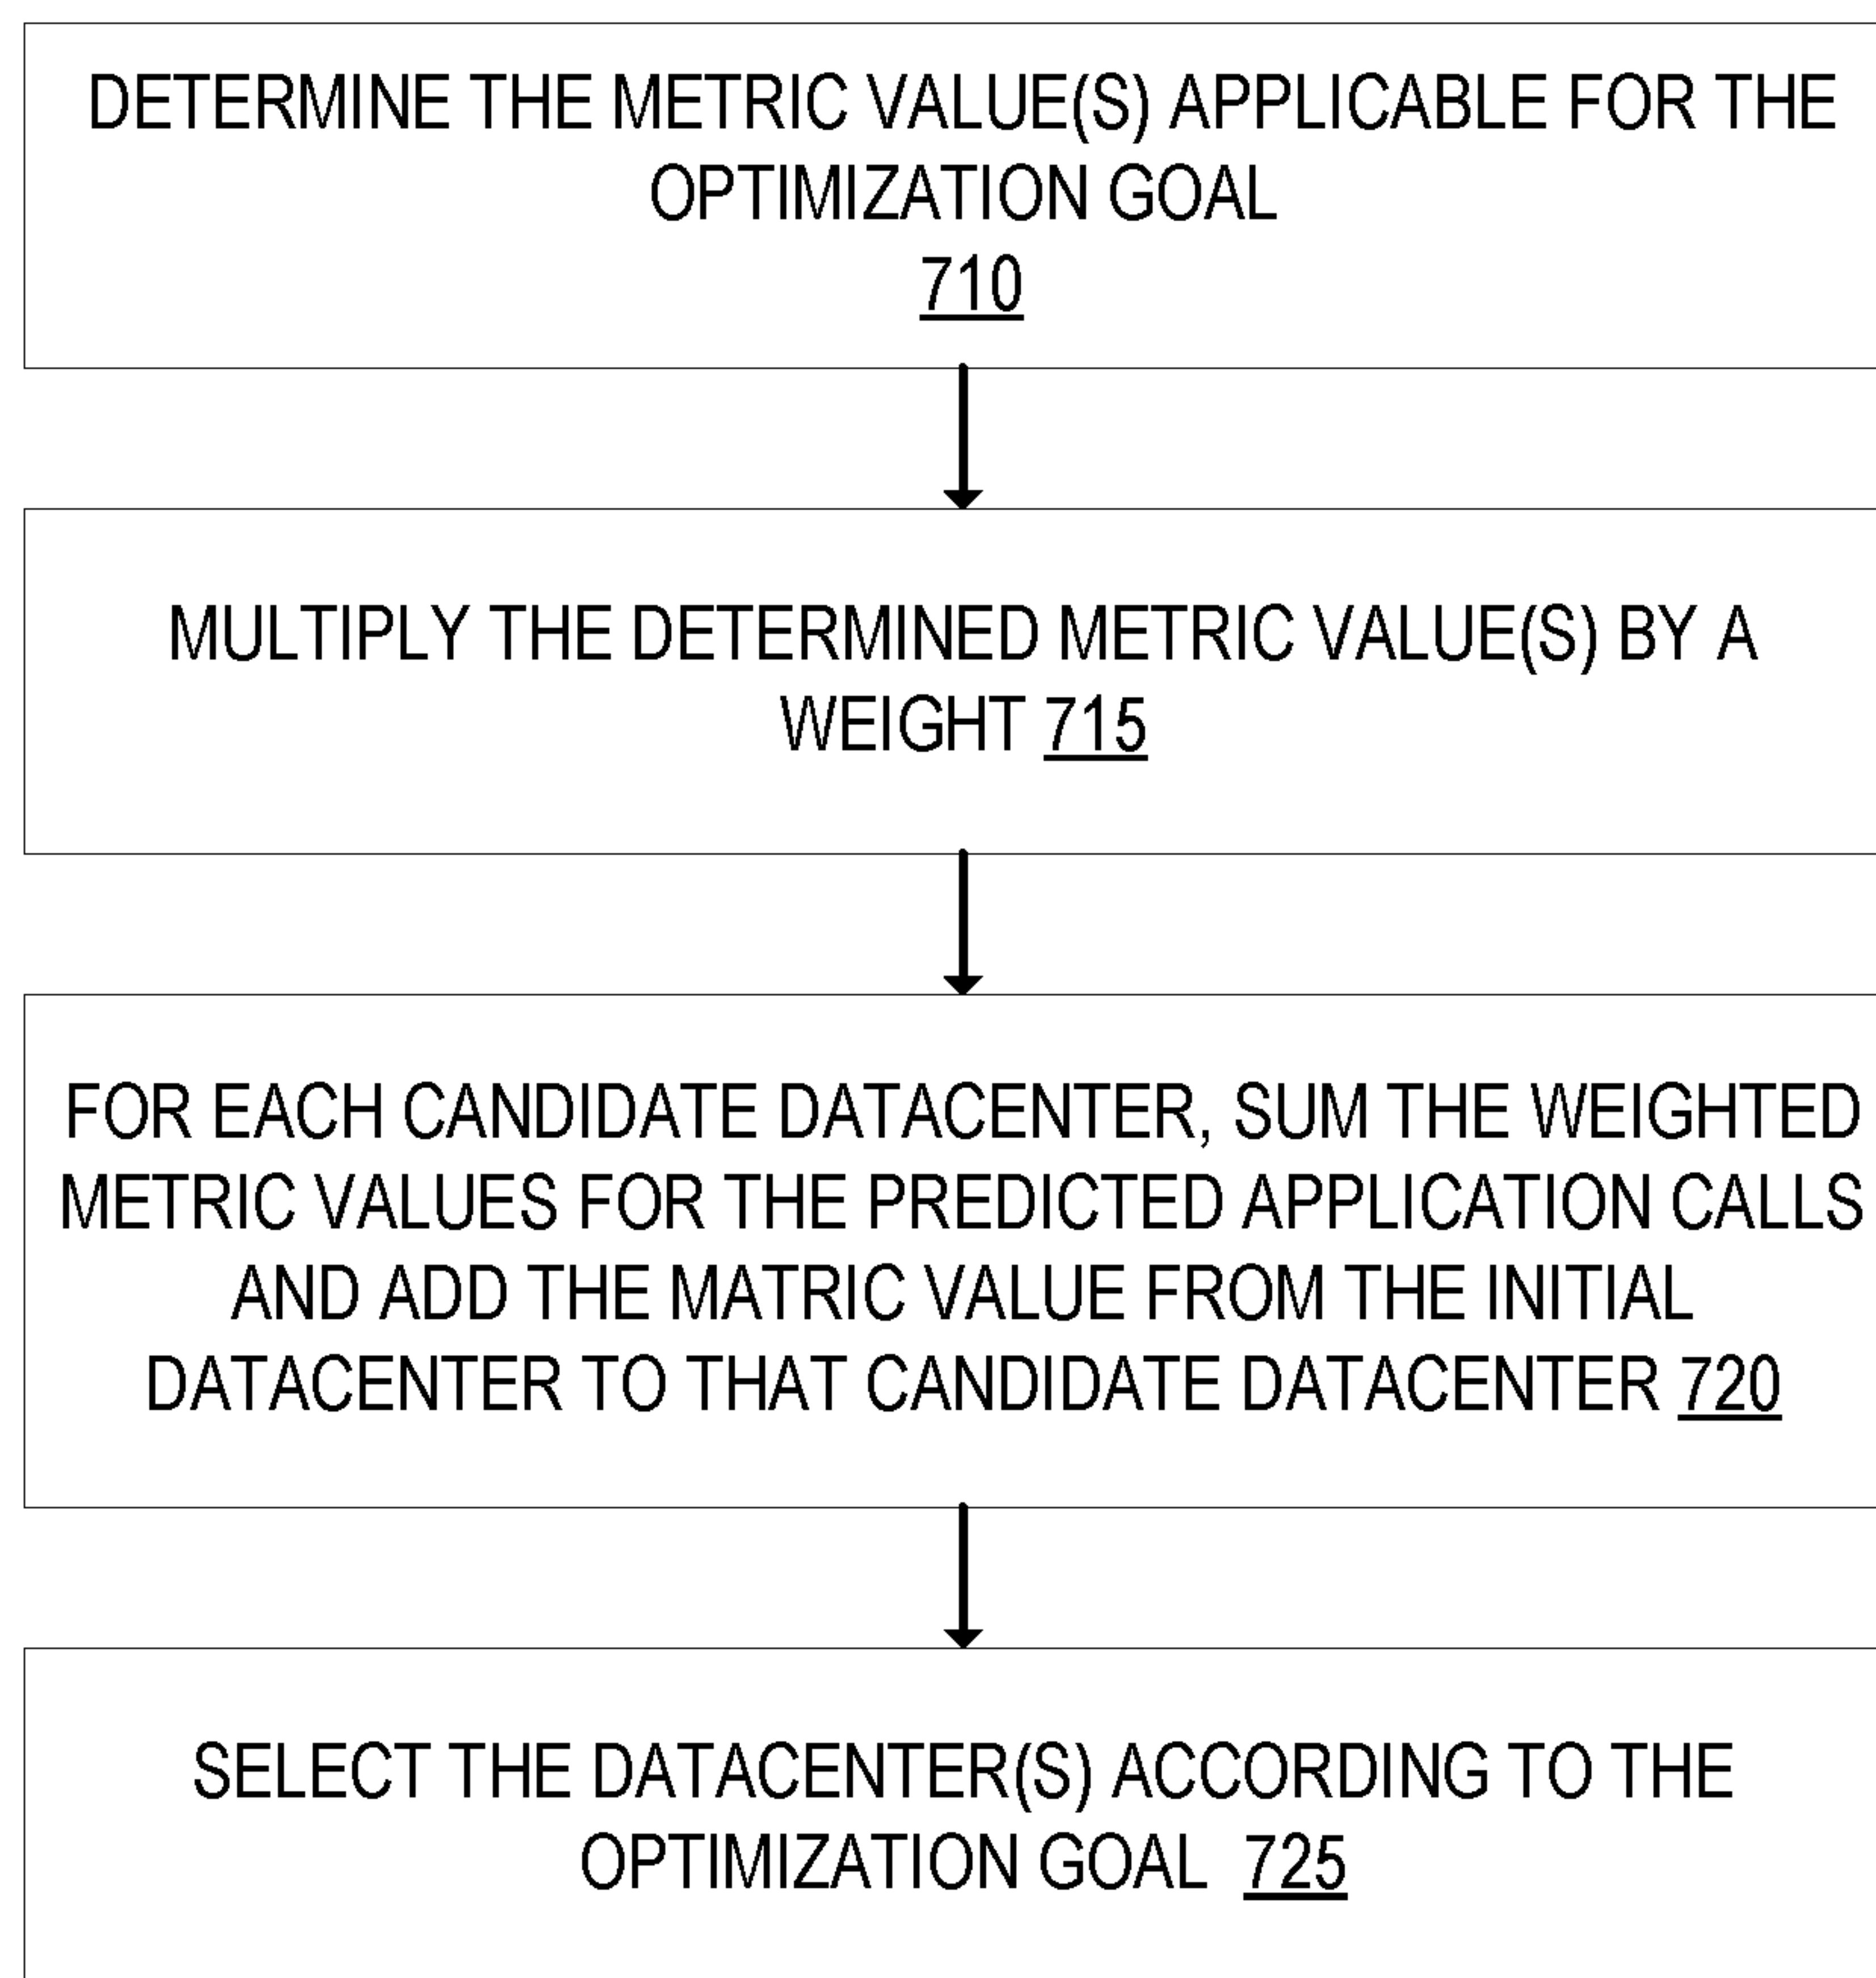 DETERMINE THE METRIC VALUE(S) APPLICABLE FOR THE
OPTIMIZATION GOAL
710
MULTIPLY THE DETERMINED METRIC VALUE(S) BY A
WEIGHT 715
FOR EACH CANDIDATE DATACENTER, SUM THE WEIGHTED
METRIC VALUES FOR THE PREDICTED APPLICATION CALLS
AND ADD THE MATRIC VALUE FROM THE INITIAL
DATACENTER TO THAT CANDIDATE DATACENTER 720
SELECT THE DATACENTER(S) ACCORDING TO THE
OPTIMIZATION GOAL 725